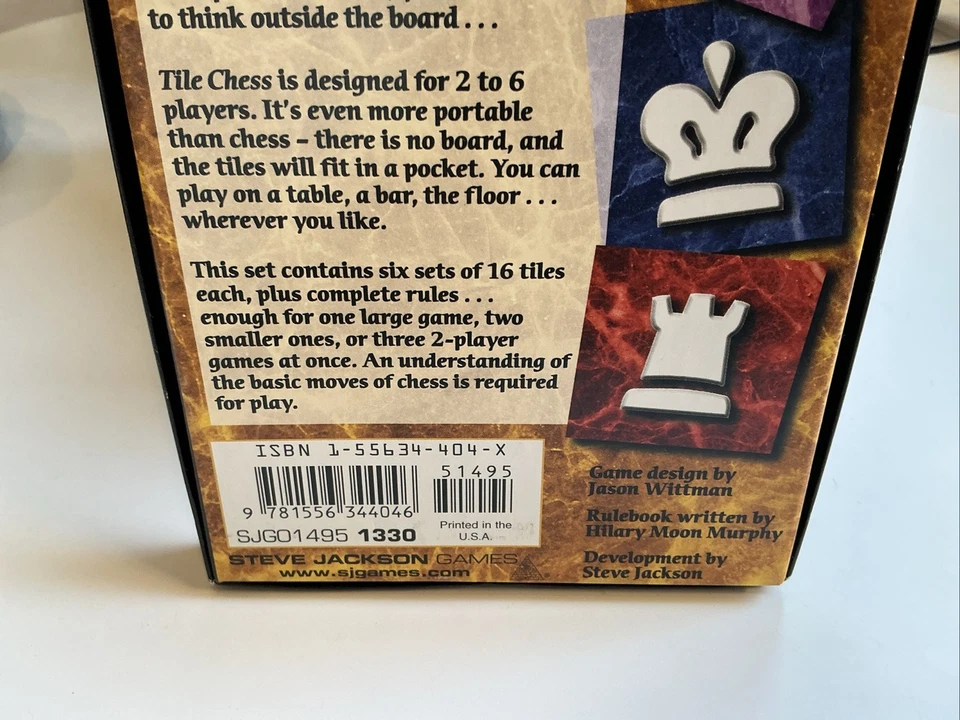 to think outside the board . . .
Tile Chess is designed for 2 to 6
players. It's even more portable
than chess – there is no board, and
the tiles will fit in a pocket. You can
play on a table, a bar, the floor . . .
wherever you like.
This set contains six sets of 16 tiles
each, plus complete rules . . .
enough for one large game, two
smaller ones, or three 2-player
games at once. An understanding of
the basic moves of chess is required
for play.
ISBN 1-55634-404-X
51495
9 781556 344046
Printed in the
U.S.A.
SJG01495 1330
STEVE JACKSON GAMES
www.sjgames.com
Game design by
Jason Wittman
Rulebook written by
Hilary Moon Murphy
Development by
Steve Jackson